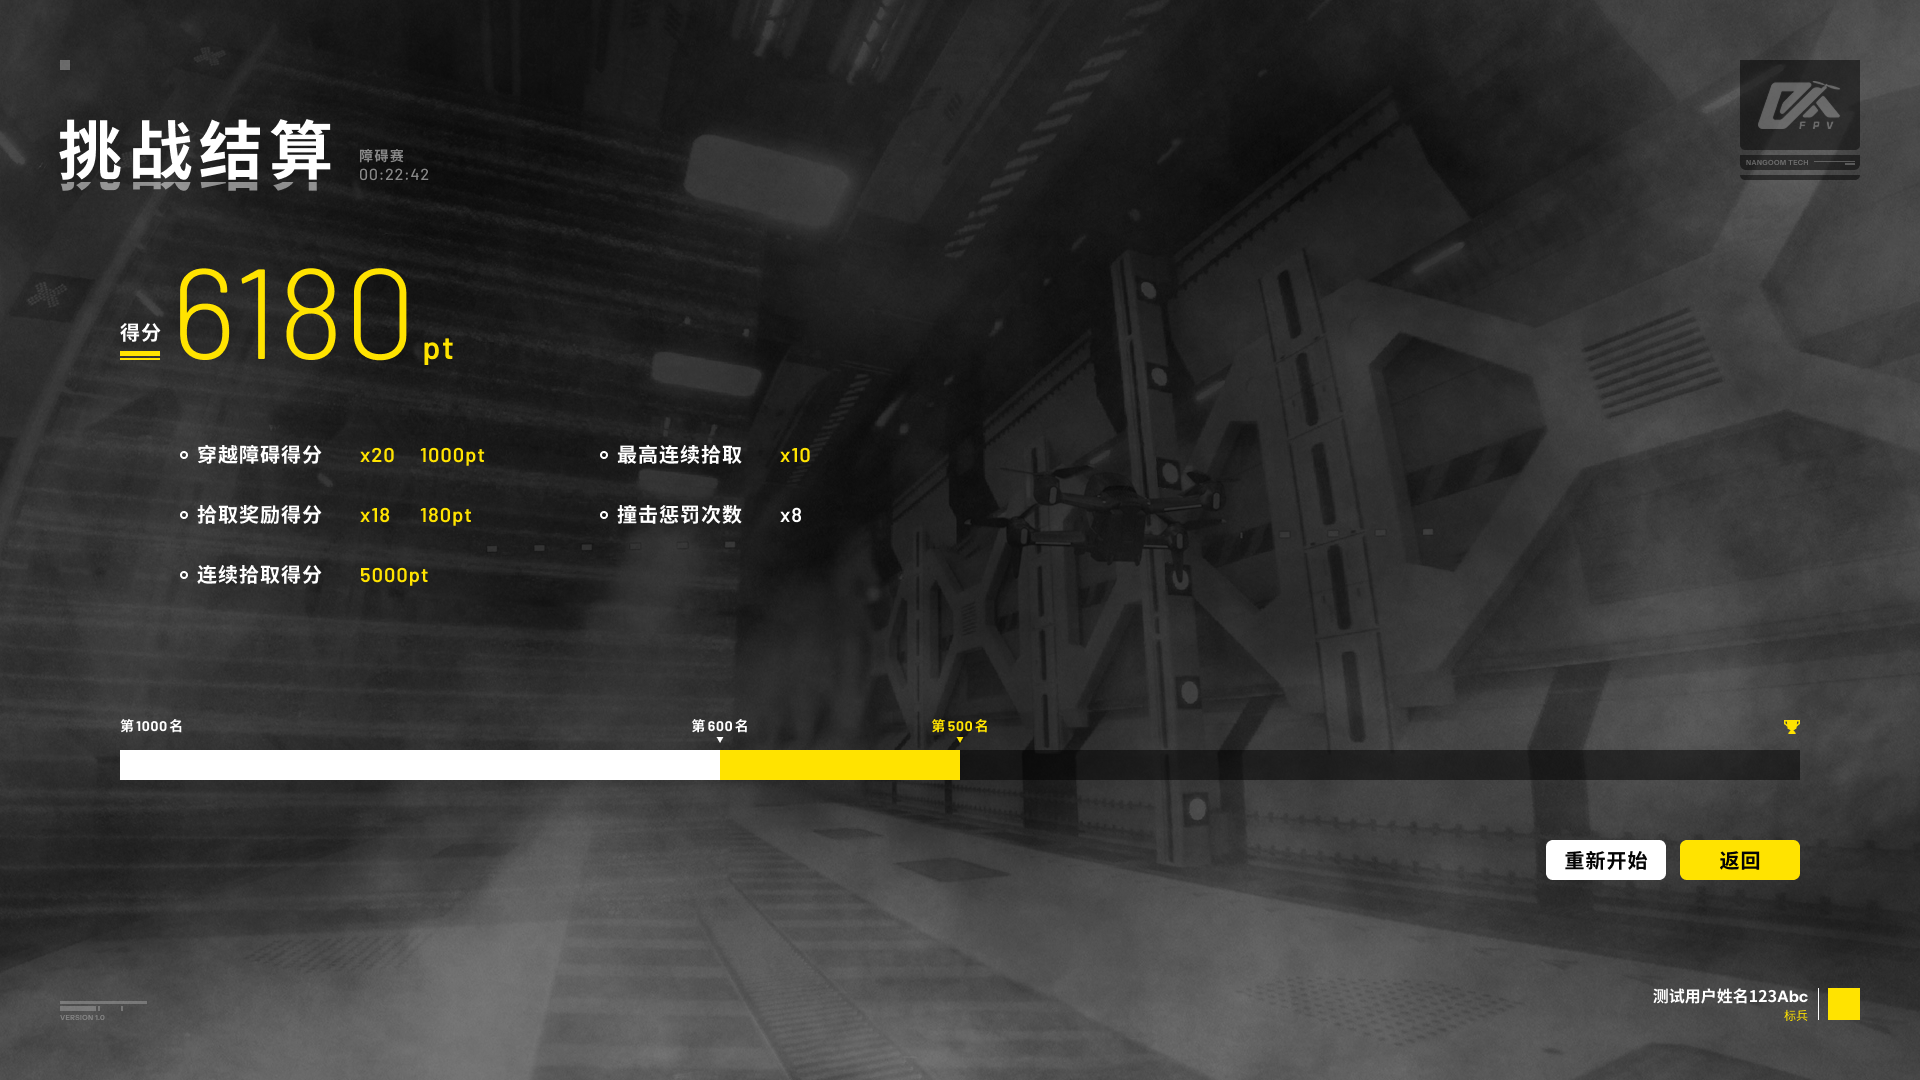 挑战结算
障碍赛
00:22:42
FPV
NANGOOM TECH
得分 6180 pt
穿越障碍得分 x20 1000pt
最高连续拾取 x10
拾取奖励得分 x18 180pt
撞击惩罚次数 x8
连续拾取得分 5000pt
第1000名 第600名 第500名
重新开始 返回
VERSION 1.0
测试用户姓名123Abc
标兵